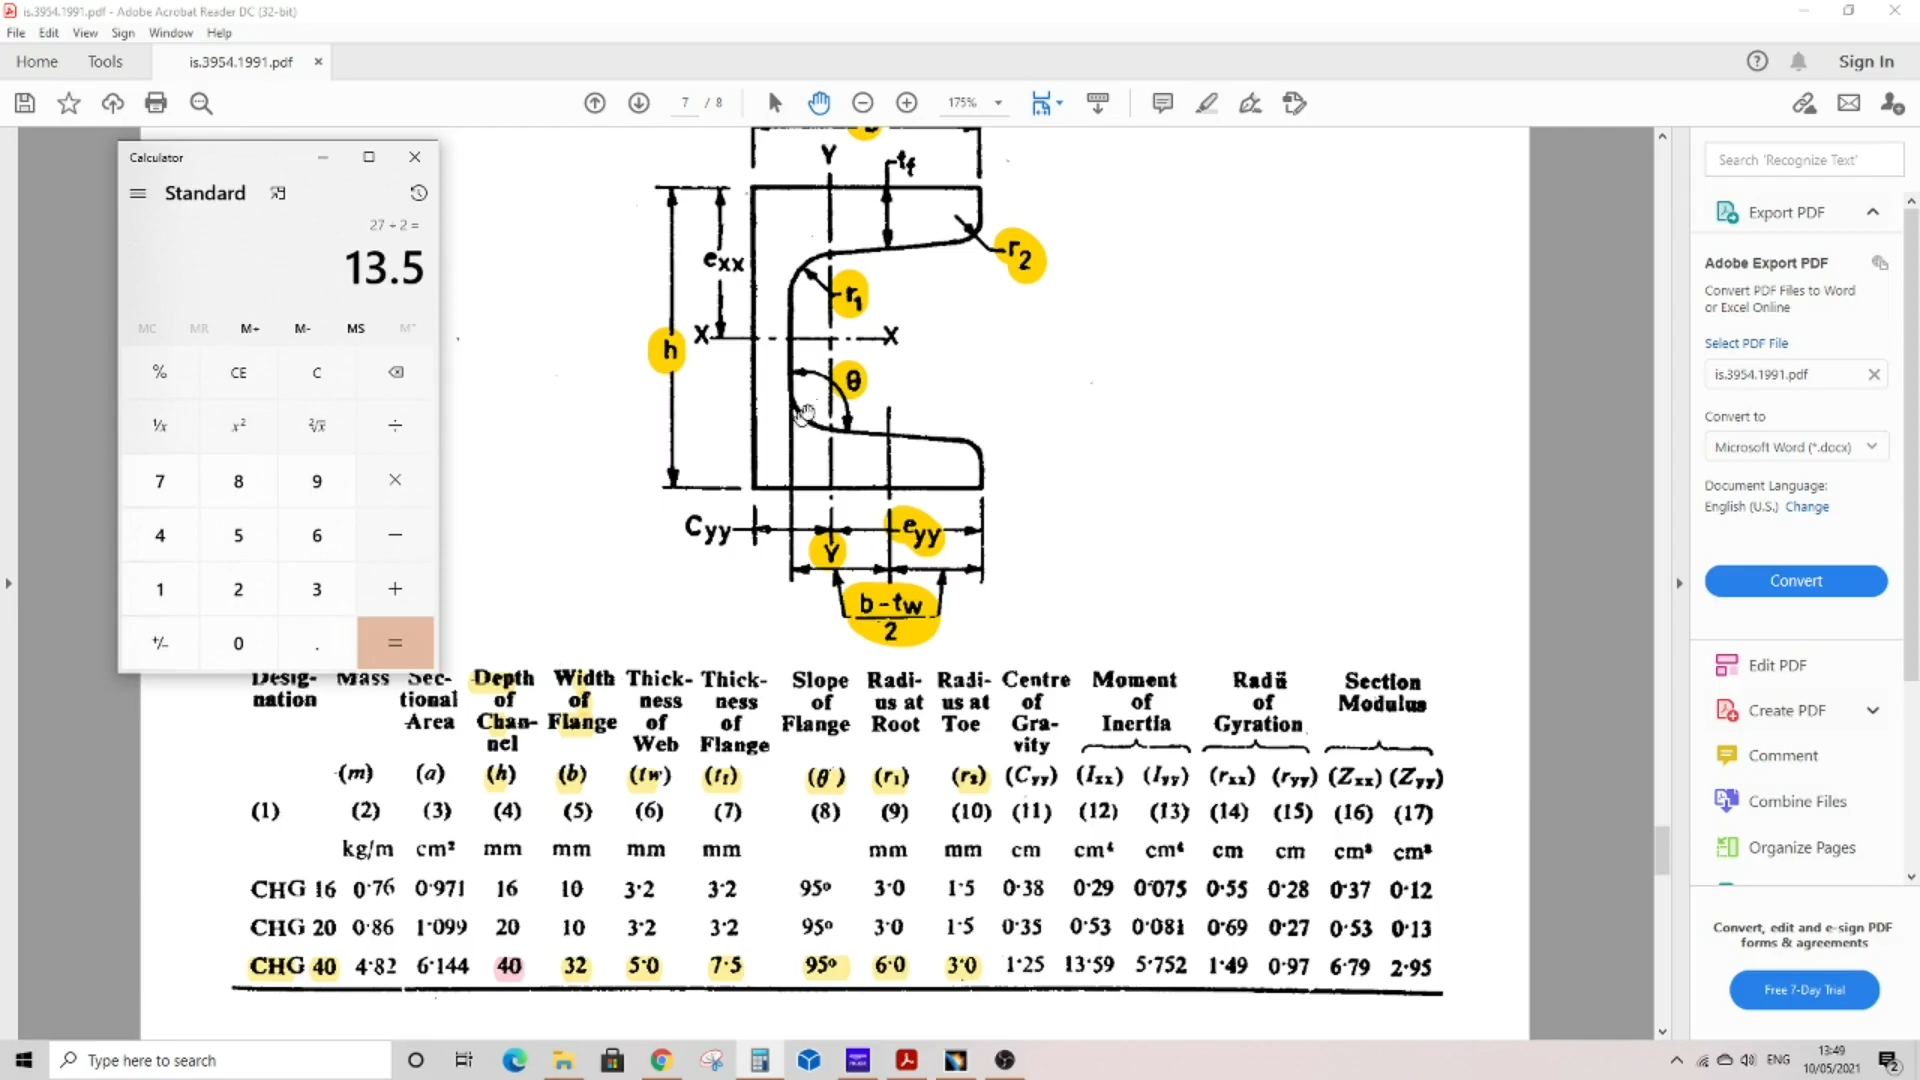 is.3954.1991.pdf - Adobe Acrobat Reader DC (32-bit)
File Edit View Sign Window Help
Home Tools is.3954.1991.pdf × Sign In
7 / 8 175%
Calculator
Standard
27 ÷ 2 =
13.5
MC MR M+ M- MS
% CE C
¹/x x² ²√x ÷
7 8 9 ×
4 5 6 −
1 2 3 +
⁺/− 0 . =
Y tf
exx r2
r1
X X
h
θ
Cyy eyy
Y
b-tw
2
Desig- Mass Sec- Depth Width Thick- Thick- Slope Radi- Radi- Centre Moment Radii Section
nation tional of of ness ness of us at us at of of of Modulus
Area Chan- Flange of of Flange Root Toe Gra- Inertia Gyration
nel Web Flange vity
(m) (a) (h) (b) (tw) (tf) (θ) (r1) (r2) (Cyy) (Ixx) (Iyy) (rxx) (ryy) (Zxx) (Zyy)
(1) (2) (3) (4) (5) (6) (7) (8) (9) (10) (11) (12) (13) (14) (15) (16) (17)
kg/m cm² mm mm mm mm mm mm cm cm⁴ cm⁴ cm cm cm³ cm³
CHG 16 0·76 0·971 16 10 3·2 3·2 95° 3·0 1·5 0·38 0·29 0·075 0·55 0·28 0·37 0·12
CHG 20 0·86 1·099 20 10 3·2 3·2 95° 3·0 1·5 0·35 0·53 0·081 0·69 0·27 0·53 0·13
CHG 40 4·82 6·144 40 32 5·0 7·5 95° 6·0 3·0 1·25 13·59 5·752 1·49 0·97 6·79 2·95
Search 'Recognize Text'
Export PDF
Adobe Export PDF
Convert PDF Files to Word
or Excel Online
Select PDF File
is.3954.1991.pdf
Convert to
Microsoft Word (*.docx)
Document Language:
English (U.S.) Change
Convert
Edit PDF
Create PDF
Comment
Combine Files
Organize Pages
Convert, edit and e-sign PDF
forms & agreements
Free 7-Day Trial
Type here to search
ENG
13:49
10/05/2021
2